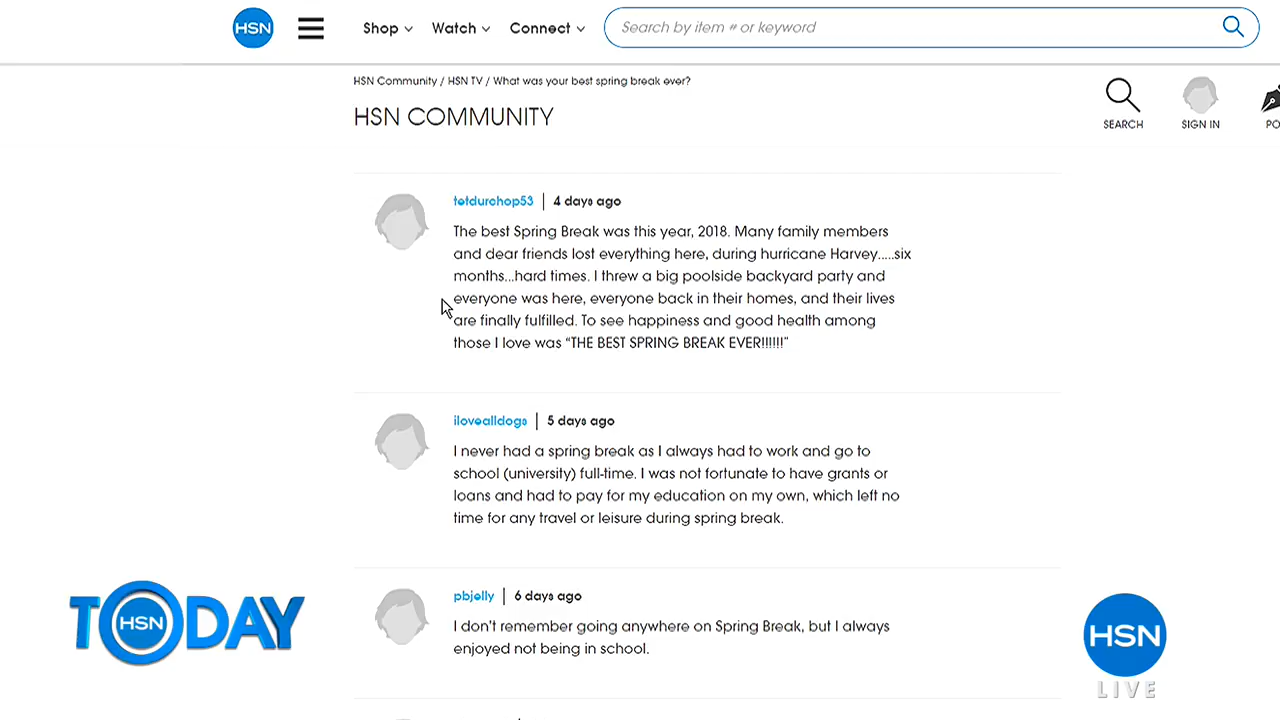 HSN
Shop
Watch
Connect
Search by item # or keyword
HSN Community / HSN TV / What was your best spring break ever?
HSN COMMUNITY
SEARCH
SIGN IN
PO
tetdurchop53 | 4 days ago
The best Spring Break was this year, 2018. Many family members
and dear friends lost everything here, during hurricane Harvey.....six
months...hard times. I threw a big poolside backyard party and
everyone was here, everyone back in their homes, and their lives
are finally fulfilled. To see happiness and good health among
those I love was “THE BEST SPRING BREAK EVER!!!!!!”
ilovealldogs | 5 days ago
I never had a spring break as I always had to work and go to
school (university) full-time. I was not fortunate to have grants or
loans and had to pay for my education on my own, which left no
time for any travel or leisure during spring break.
pbjelly | 6 days ago
I don't remember going anywhere on Spring Break, but I always
enjoyed not being in school.
TODAY
HSN
HSN
LIVE